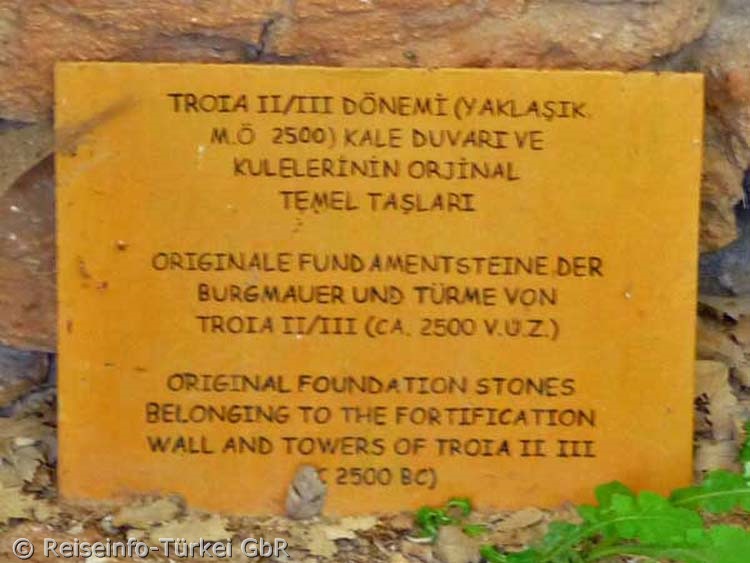 TROIA II/III DÖNEMİ (YAKLAŞIK.
M.Ö 2500) KALE DUVARI VE
KULELERİNİN ORJİNAL
TEMEL TAŞLARI
ORIGINALE FUNDAMENTSTEINE DER
BURGMAUER UND TÜRME VON
TROIA II/III (CA. 2500 V.U.Z.)
ORIGINAL FOUNDATION STONES
BELONGING TO THE FORTIFICATION
WALL AND TOWERS OF TROIA II III
C 2500 BC)
© Reiseinfo-Türkei GbR